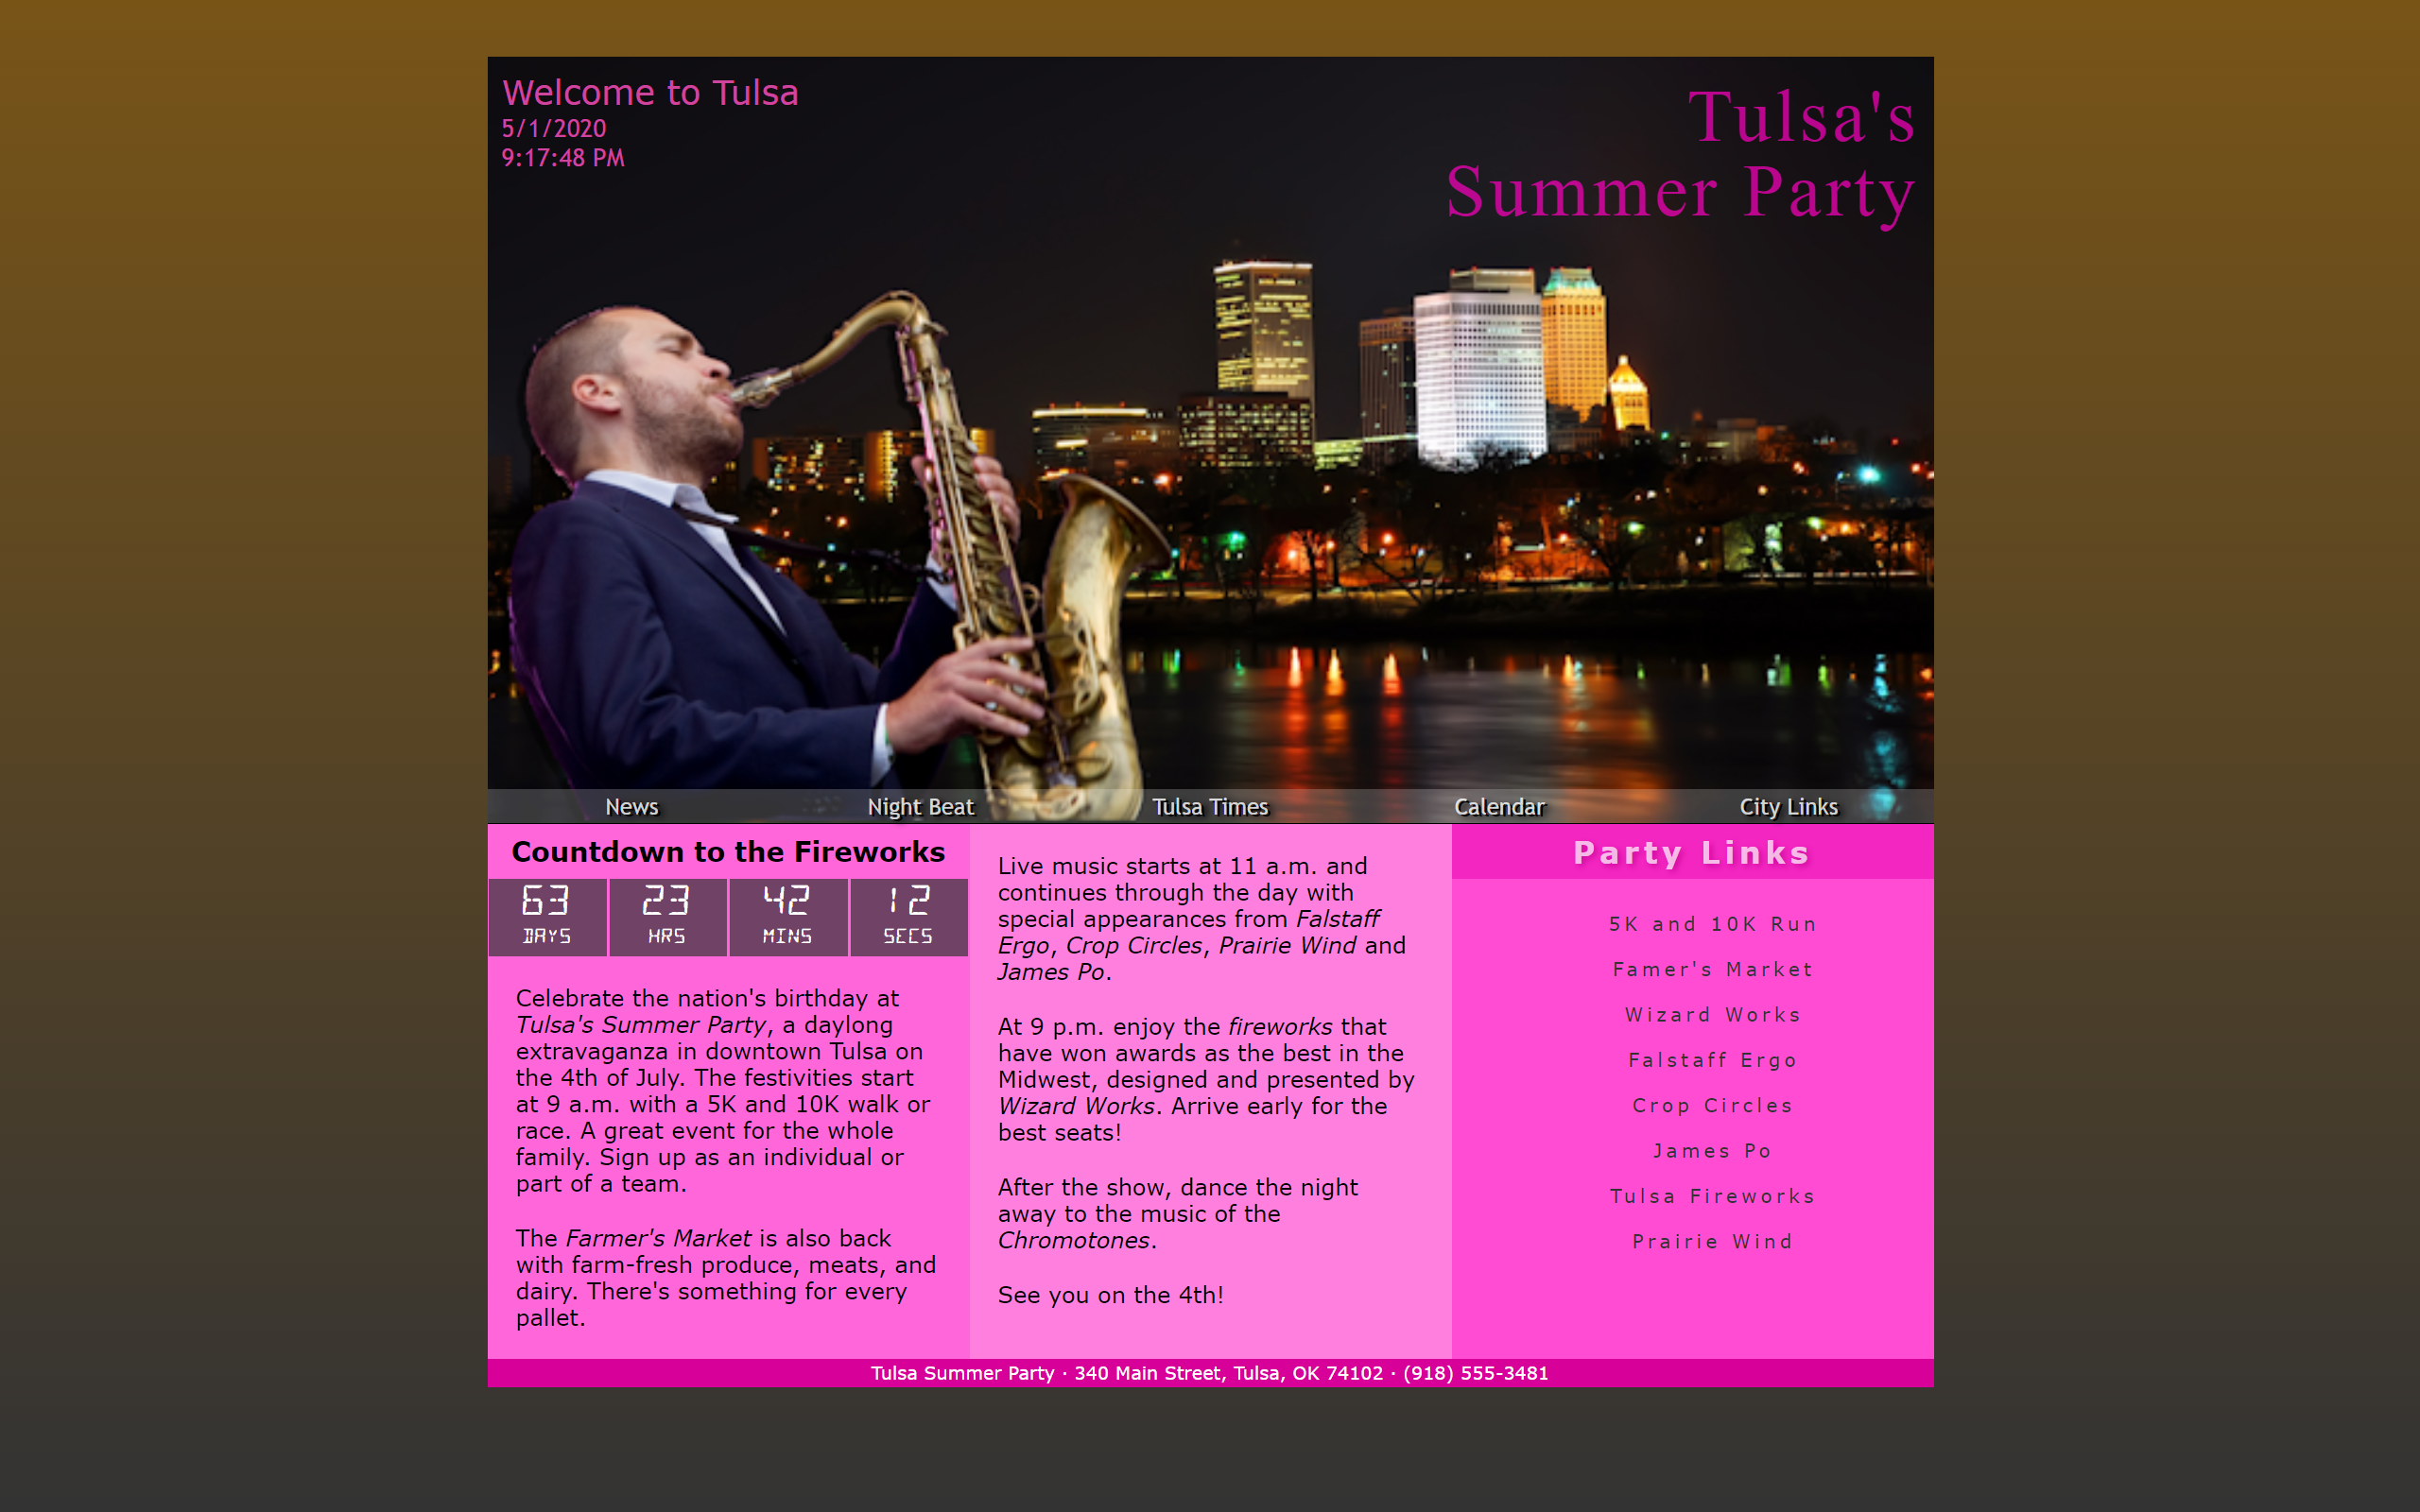 Welcome to Tulsa
5/1/2020
9:17:48 PM
Tulsa's
Summer Party
News
Night Beat
Tulsa Times
Calendar
City Links
Countdown to the Fireworks
63
DAYS
23
HRS
42
MINS
12
SECS
Celebrate the nation's birthday at
Tulsa's Summer Party, a daylong
extravaganza in downtown Tulsa on
the 4th of July. The festivities start
at 9 a.m. with a 5K and 10K walk or
race. A great event for the whole
family. Sign up as an individual or
part of a team.
The Farmer's Market is also back
with farm-fresh produce, meats, and
dairy. There's something for every
pallet.
Live music starts at 11 a.m. and
continues through the day with
special appearances from Falstaff
Ergo, Crop Circles, Prairie Wind and
James Po.
At 9 p.m. enjoy the fireworks that
have won awards as the best in the
Midwest, designed and presented by
Wizard Works. Arrive early for the
best seats!
After the show, dance the night
away to the music of the
Chromotones.
See you on the 4th!
Party Links
5K and 10K Run
Famer's Market
Wizard Works
Falstaff Ergo
Crop Circles
James Po
Tulsa Fireworks
Prairie Wind
Tulsa Summer Party · 340 Main Street, Tulsa, OK 74102 · (918) 555-3481